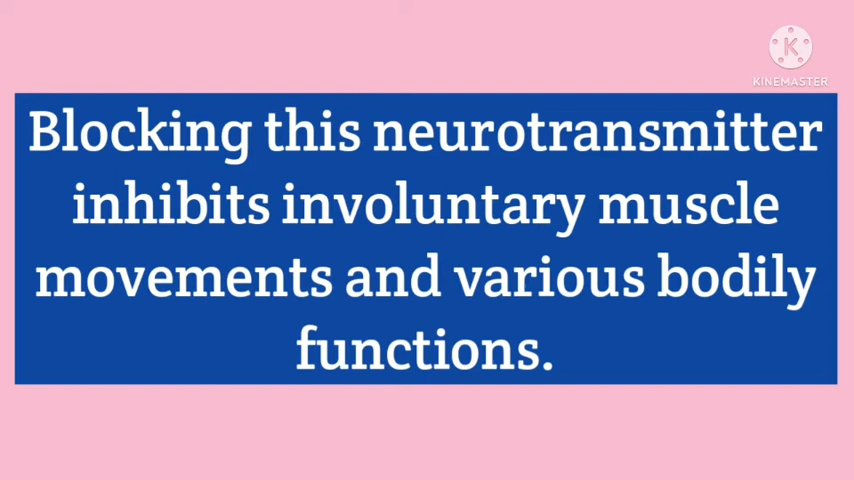 KINEMASTER
Blocking this neurotransmitter
inhibits involuntary muscle
movements and various bodily
functions.